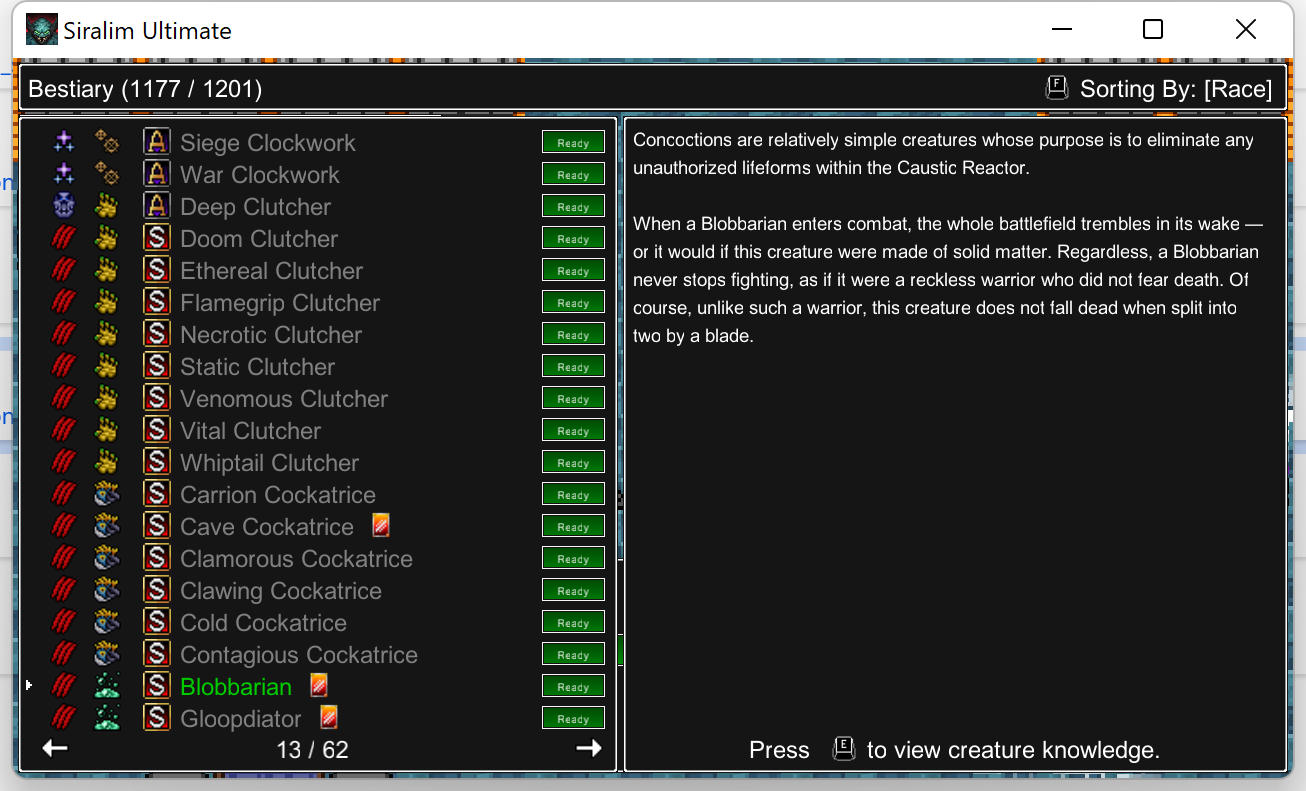 Siralim Ultimate
Bestiary (1177 / 1201)
F Sorting By: [Race]
A Siege Clockwork Ready
A War Clockwork Ready
A Deep Clutcher Ready
S Doom Clutcher Ready
S Ethereal Clutcher Ready
S Flamegrip Clutcher Ready
S Necrotic Clutcher Ready
S Static Clutcher Ready
S Venomous Clutcher Ready
S Vital Clutcher Ready
S Whiptail Clutcher Ready
S Carrion Cockatrice Ready
S Cave Cockatrice Ready
S Clamorous Cockatrice Ready
S Clawing Cockatrice Ready
S Cold Cockatrice Ready
S Contagious Cockatrice Ready
S Blobbarian Ready
S Gloopdiator Ready
13 / 62
Concoctions are relatively simple creatures whose purpose is to eliminate any
unauthorized lifeforms within the Caustic Reactor.
When a Blobbarian enters combat, the whole battlefield trembles in its wake —
or it would if this creature were made of solid matter. Regardless, a Blobbarian
never stops fighting, as if it were a reckless warrior who did not fear death. Of
course, unlike such a warrior, this creature does not fall dead when split into
two by a blade.
Press E to view creature knowledge.